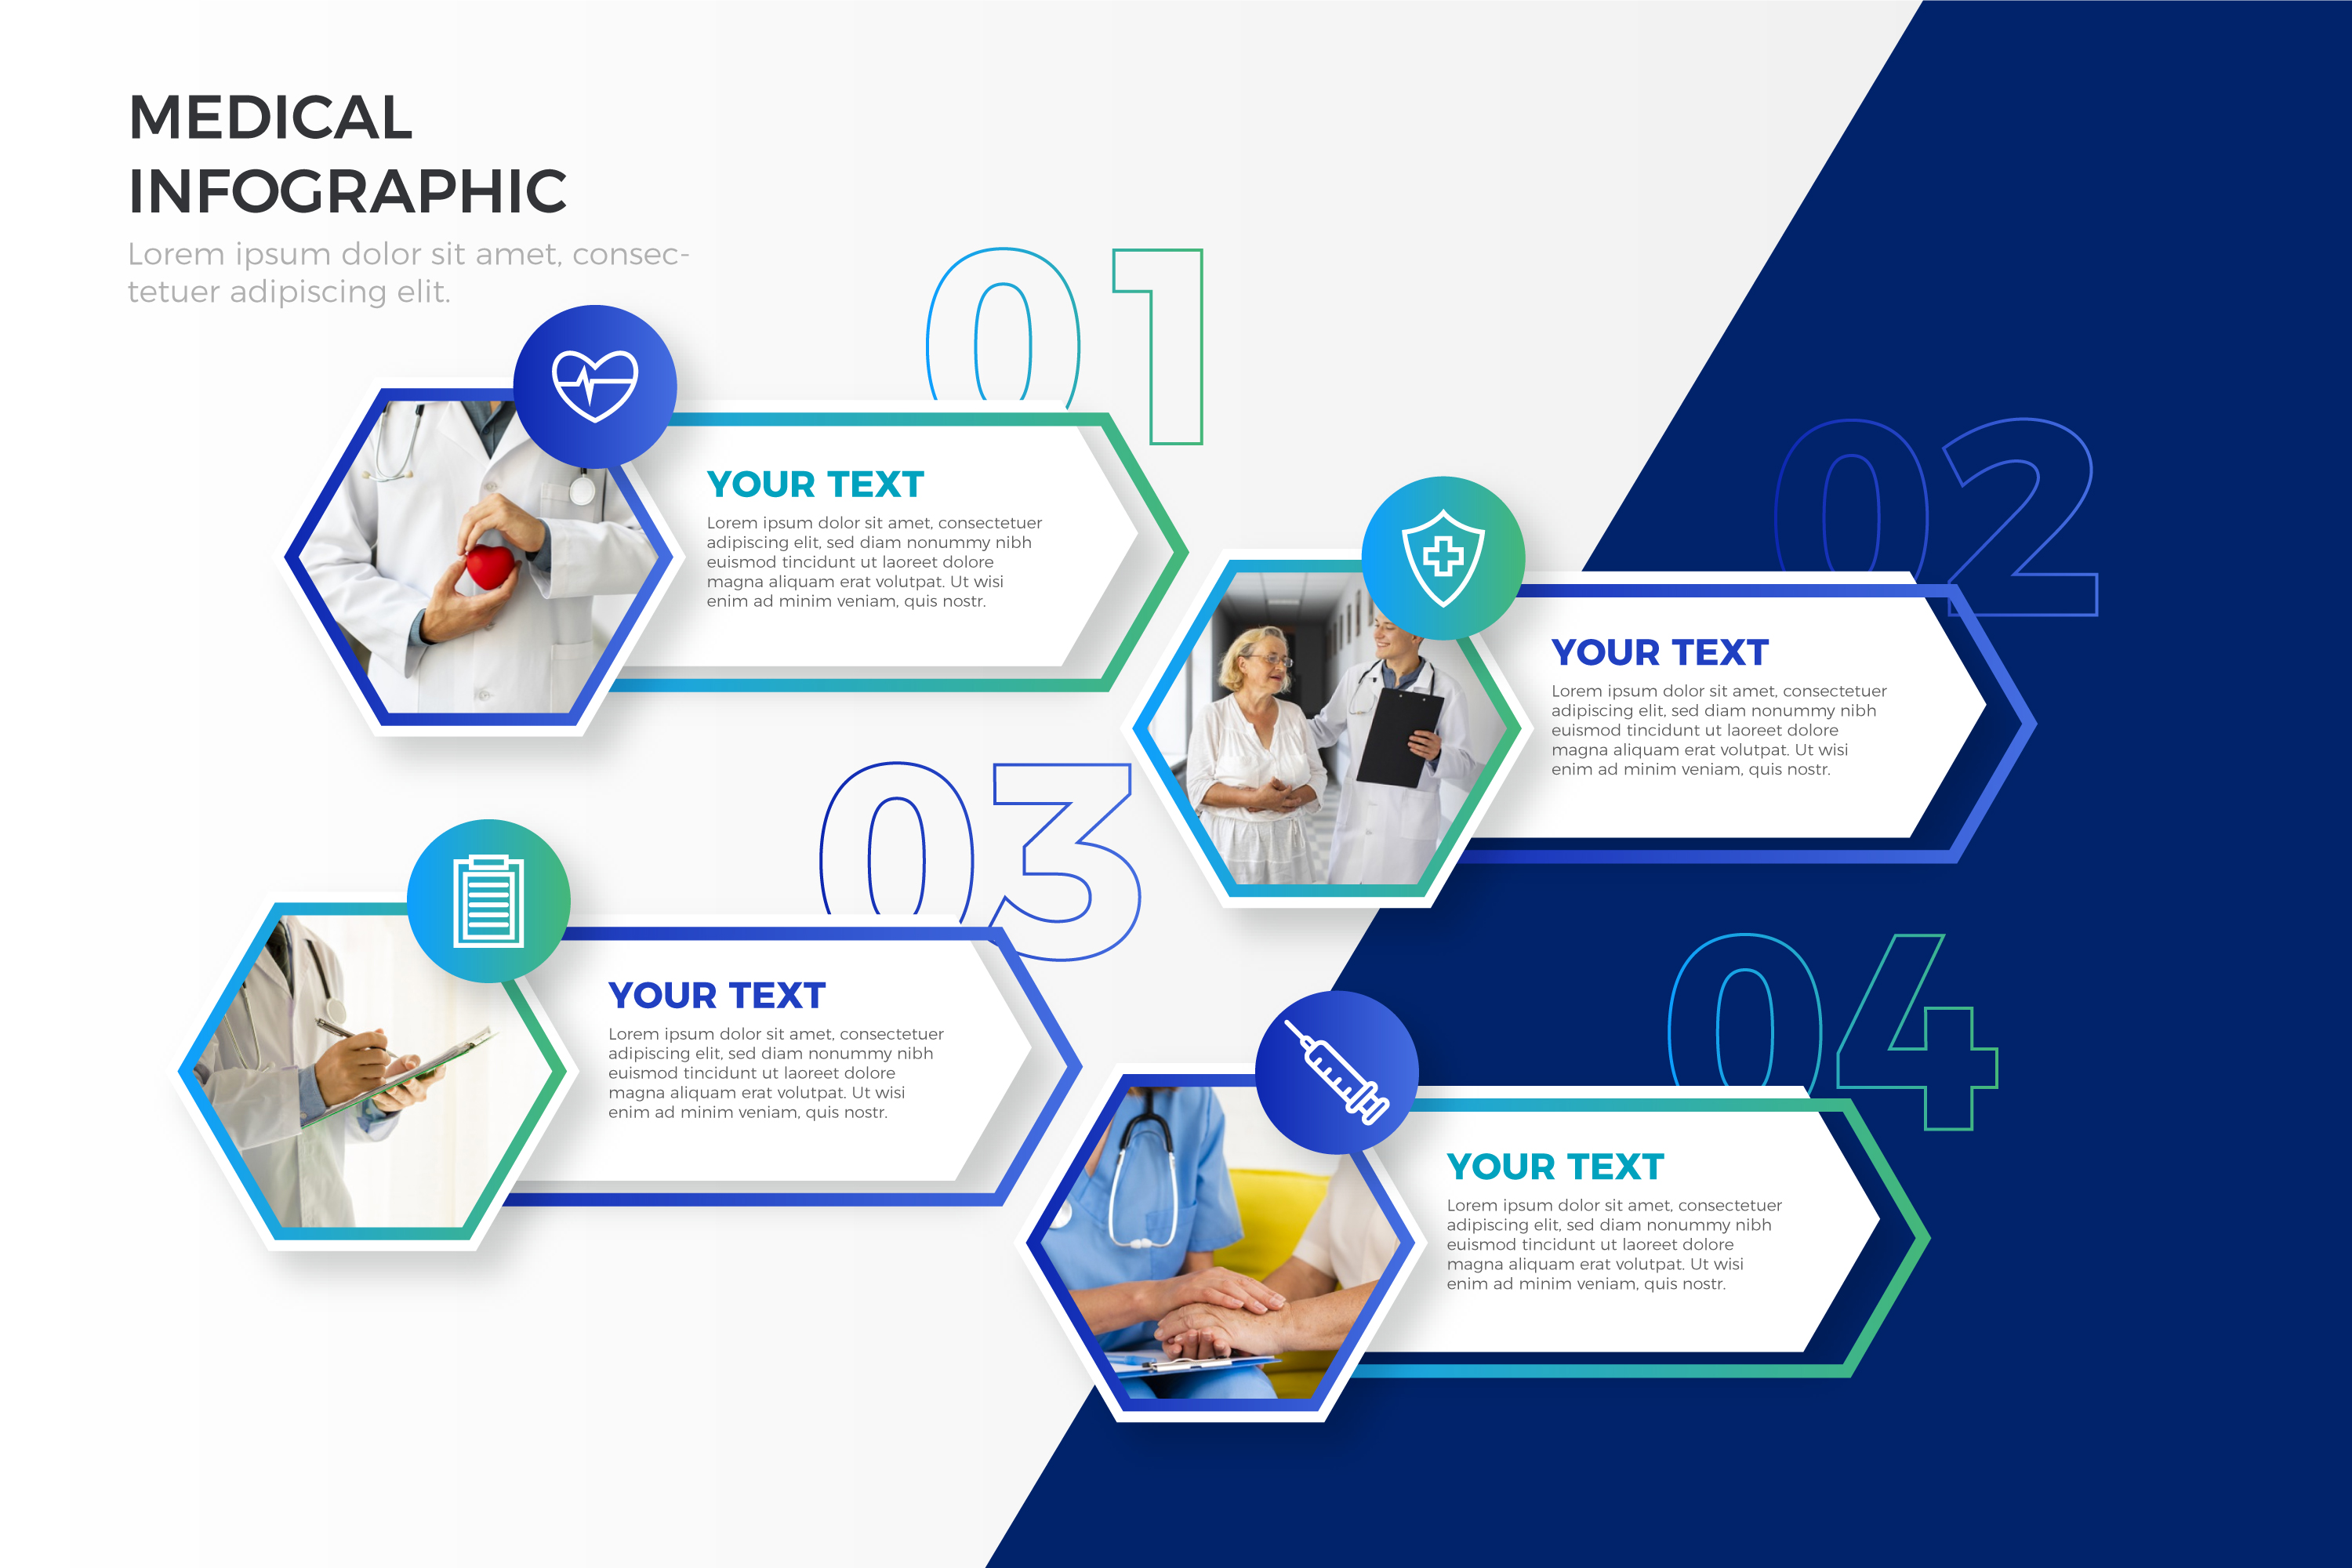 MEDICAL
INFOGRAPHIC
Lorem ipsum dolor sit amet, consec-
tetuer adipiscing elit.
01
YOUR TEXT
Lorem ipsum dolor sit amet, consectetuer
adipiscing elit, sed diam nonummy nibh
euismod tincidunt ut laoreet dolore
magna aliquam erat volutpat. Ut wisi
enim ad minim veniam, quis nostr.
02
YOUR TEXT
Lorem ipsum dolor sit amet, consectetuer
adipiscing elit, sed diam nonummy nibh
euismod tincidunt ut laoreet dolore
magna aliquam erat volutpat. Ut wisi
enim ad minim veniam, quis nostr.
03
YOUR TEXT
Lorem ipsum dolor sit amet, consectetuer
adipiscing elit, sed diam nonummy nibh
euismod tincidunt ut laoreet dolore
magna aliquam erat volutpat. Ut wisi
enim ad minim veniam, quis nostr.
04
YOUR TEXT
Lorem ipsum dolor sit amet, consectetuer
adipiscing elit, sed diam nonummy nibh
euismod tincidunt ut laoreet dolore
magna aliquam erat volutpat. Ut wisi
enim ad minim veniam, quis nostr.